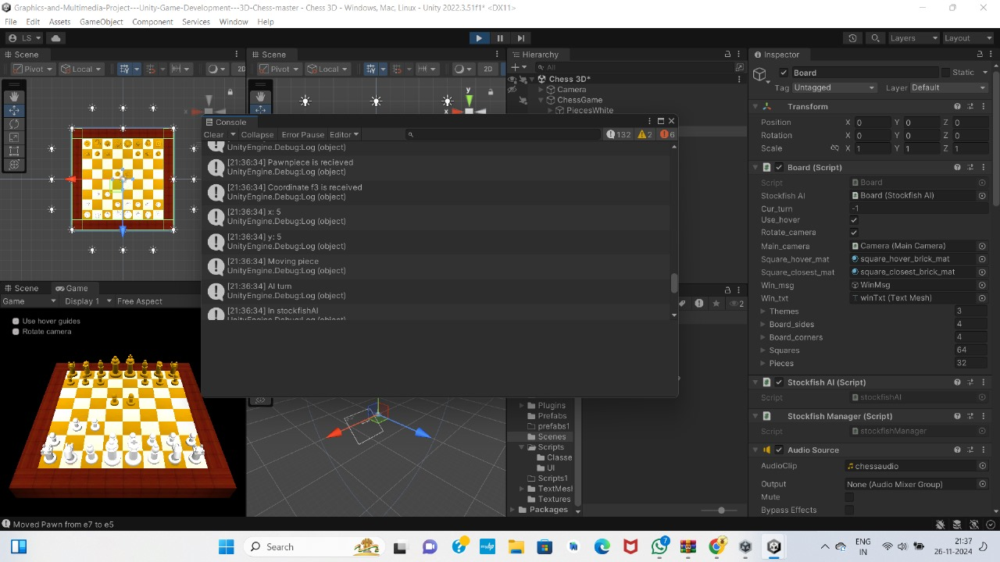 Graphics-and-Multimedia-Project---Unity-Game-Development---3D-Chess-master - Chess 3D - Windows, Mac, Linux - Unity 2022.3.51f1* <DX11>
File Edit Assets GameObject Component Services Window Help
LS
Layers Layout
Scene
Pivot Local 2D
Scene
Pivot Local 2D
y
x
x
Hierarchy
All
Chess 3D*
Camera
ChessGame
PiecesWhite
Console
Clear Collapse Error Pause Editor 132 2 6
UnityEngine.Debug:Log (object)
[21:36:34] Pawnpiece is recieved
UnityEngine.Debug:Log (object)
[21:36:34] Coordinate f3 is received
UnityEngine.Debug:Log (object)
[21:36:34] x: 5
UnityEngine.Debug:Log (object)
[21:36:34] y: 5
UnityEngine.Debug:Log (object)
[21:36:34] Moving piece
UnityEngine.Debug:Log (object)
[21:36:34] AI turn
UnityEngine.Debug:Log (object)
[21:36:34] In stockfishAI
UnityEngine.Debug:Log (object)
Scene Game
Game Display 1 Free Aspect
Use hover guides
Rotate camera
2
Plugins
Prefabs
prefabs1
Scenes
Scripts
Classe
UI
Scripts1
TextMesh
Textures
Packages
Inspector
Board Static
Tag Untagged Layer Default
Transform
Position X 0 Y 0 Z 0
Rotation X 0 Y 0 Z 0
Scale X 1 Y 1 Z 1
Board (Script)
Script Board
Stockfish AI Board (Stockfish AI)
Cur_turn -1
Use_hover
Rotate_camera
Main_camera Camera (Main Camera)
Square_hover_mat square_hover_brick_mat
Square_closest_mat square_closest_brick_mat
Win_msg WinMsg
Win_txt winTxt (Text Mesh)
Themes 3
Board_sides 4
Board_corners 4
Squares 64
Pieces 32
Stockfish AI (Script)
Script stockfishAI
Stockfish Manager (Script)
Script stockfishManager
Audio Source
AudioClip chessaudio
Output None (Audio Mixer Group)
Mute
Bypass Effects
Moved Pawn from e7 to e5
Search
mhp
7
ENG
IN
21:37
26-11-2024